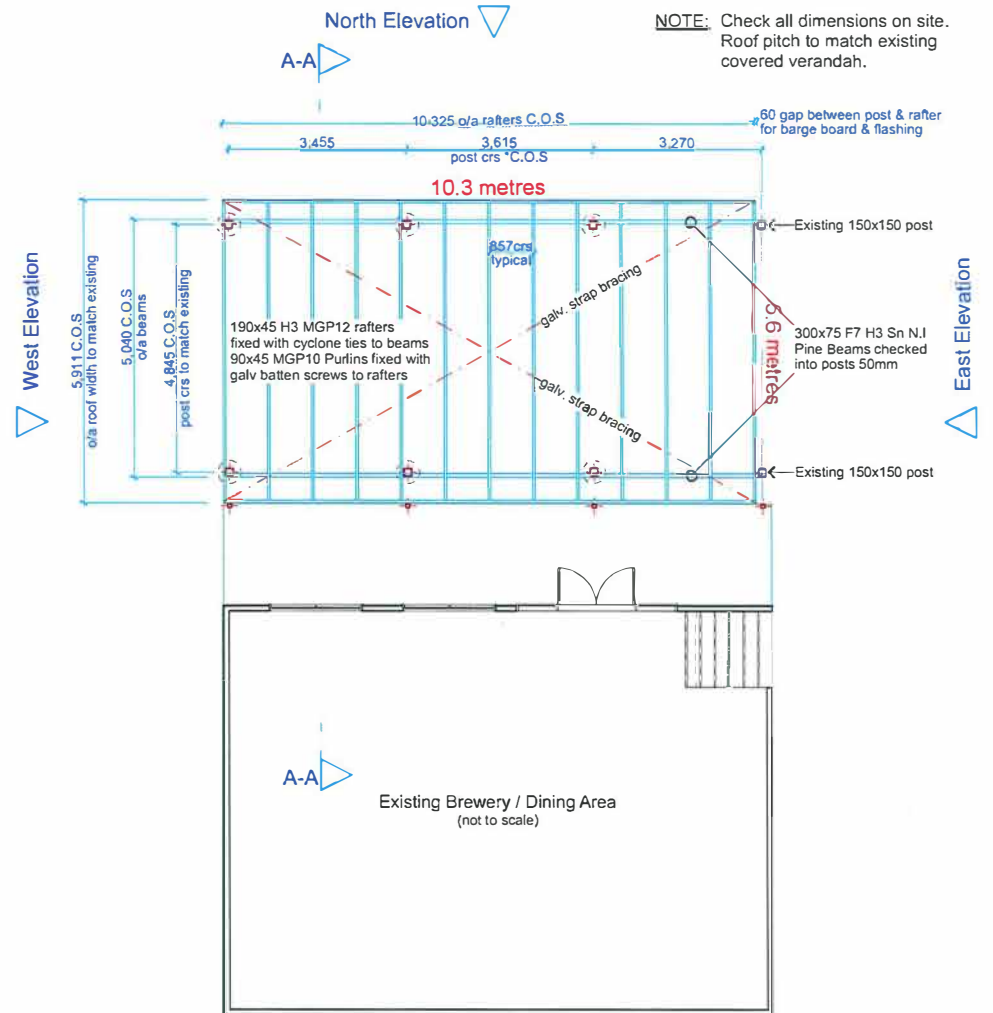 North Elevation
NOTE: Check all dimensions on site.
Roof pitch to match existing
covered verandah.
A-A
10 325 o/a rafters C.O.S
60 gap between post & rafter
for barge board & flashing
3,455
3,615
3,270
post crs *C.O.S
10.3 metres
Existing 150x150 post
857crs
typical
West Elevation
5,911 C.O.S
o/a roof width to match existing
5,040 C.O.S
o/a beams
4,845 C.O.S
post crs to match existing
190x45 H3 MGP12 rafters
fixed with cyclone ties to beams
90x45 MGP10 Purlins fixed with
galv batten screws to rafters
galv. strap bracing
galv. strap bracing
5.6 metres
300x75 F7 H3 Sn N.I
Pine Beams checked
into posts 50mm
East Elevation
Existing 150x150 post
A-A
Existing Brewery / Dining Area
(not to scale)